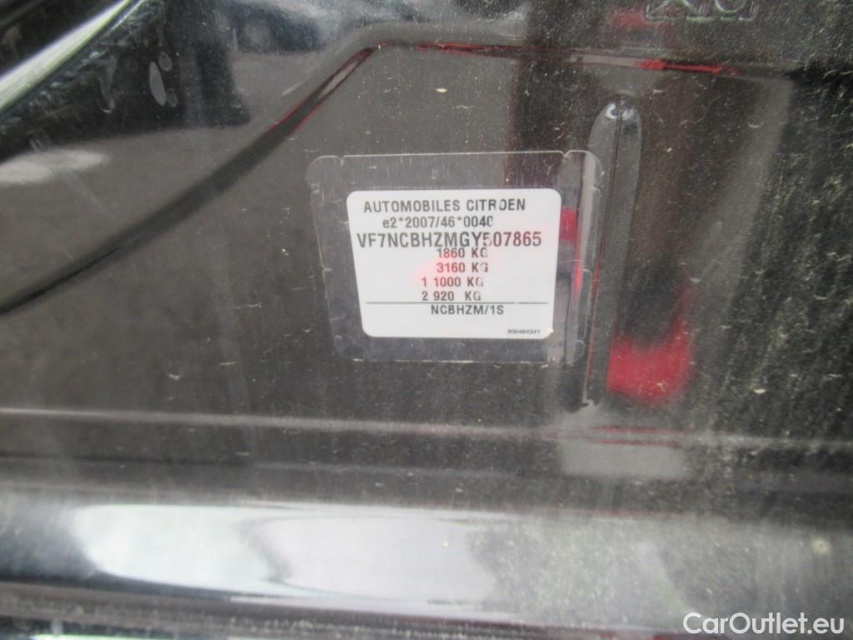 AUTOMOBILES CITROEN
e2*2007/46*0040
VF7NCBHZMGY507865
1860 KG
3160 KG
1 1000 KG
2 920 KG
NCBHZM/1S
CarOutlet.eu